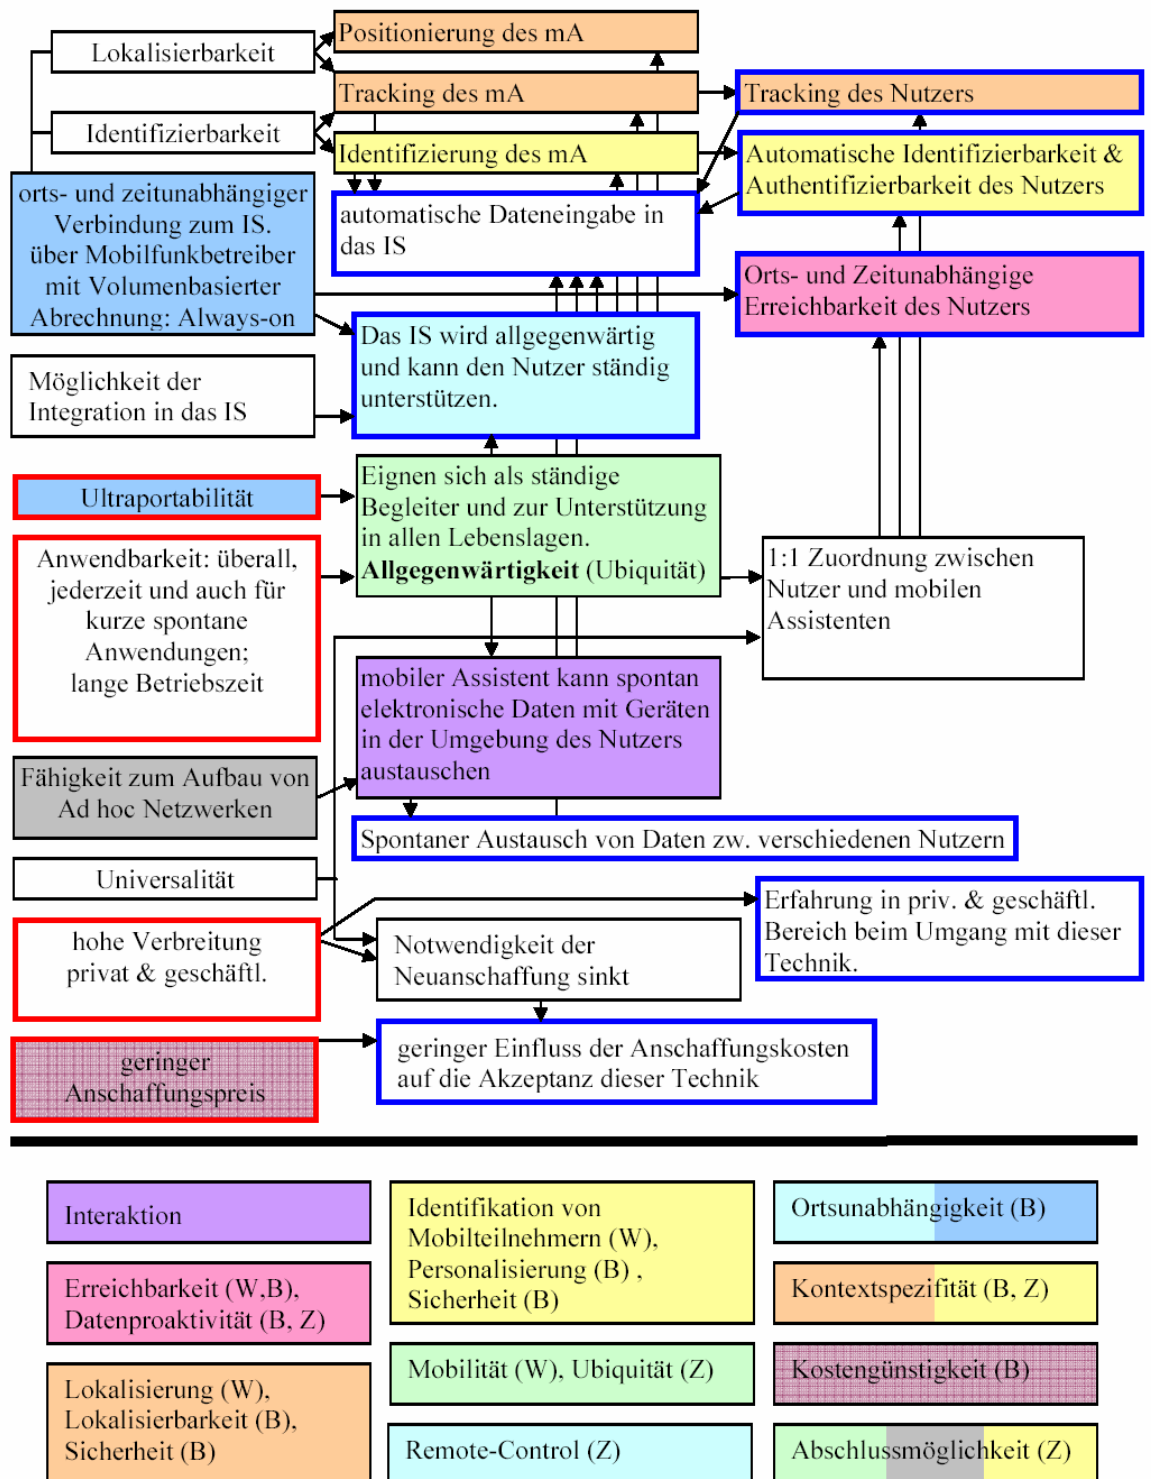 Lokalisierbarkeit
Identifizierbarkeit
orts- und zeitunabhängiger
Verbindung zum IS.
über Mobilfunkbetreiber
mit Volumenbasierter
Abrechnung: Always-on
Möglichkeit der
Integration in das IS
Ultraportabilität
Anwendbarkeit: überall,
jederzeit und auch für
kurze spontane
Anwendungen;
lange Betriebszeit
Fähigkeit zum Aufbau von
Ad hoc Netzwerken
Universalität
hohe Verbreitung
privat & geschäftl.
geringer
Anschaffungspreis
Positionierung des mA
Tracking des mA
Identifizierung des mA
automatische Dateneingabe in
das IS
Das IS wird allgegenwärtig
und kann den Nutzer ständig
unterstützen.
Eignen sich als ständige
Begleiter und zur Unterstützung
in allen Lebenslagen.
Allgegenwärtigkeit (Ubiquität)
mobiler Assistent kann spontan
elektronische Daten mit Geräten
in der Umgebung des Nutzers
austauschen
Spontaner Austausch von Daten zw. verschiedenen Nutzern
Notwendigkeit der
Neuanschaffung sinkt
geringer Einfluss der Anschaffungskosten
auf die Akzeptanz dieser Technik
Tracking des Nutzers
Automatische Identifizierbarkeit &
Authentifizierbarkeit des Nutzers
Orts- und Zeitunabhängige
Erreichbarkeit des Nutzers
1:1 Zuordnung zwischen
Nutzer und mobilen
Assistenten
Erfahrung in priv. & geschäftl.
Bereich beim Umgang mit dieser
Technik.
Interaktion
Erreichbarkeit (W,B),
Datenproaktivität (B, Z)
Lokalisierung (W),
Lokalisierbarkeit (B),
Sicherheit (B)
Identifikation von
Mobilteilnehmern (W),
Personalisierung (B) ,
Sicherheit (B)
Mobilität (W), Ubiquität (Z)
Remote-Control (Z)
Ortsunabhängigkeit (B)
Kontextspezifität (B, Z)
Kostengünstigkeit (B)
Abschlussmöglichkeit (Z)